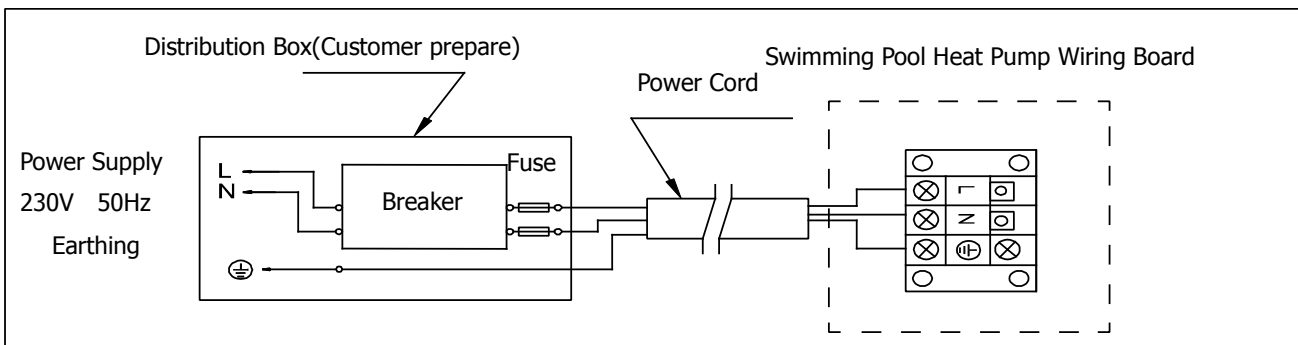 Distribution Box(Customer prepare)
Swimming Pool Heat Pump Wiring Board
Power Cord
Power Supply
230V 50Hz
Earthing
L
N
Breaker
Fuse
L
N